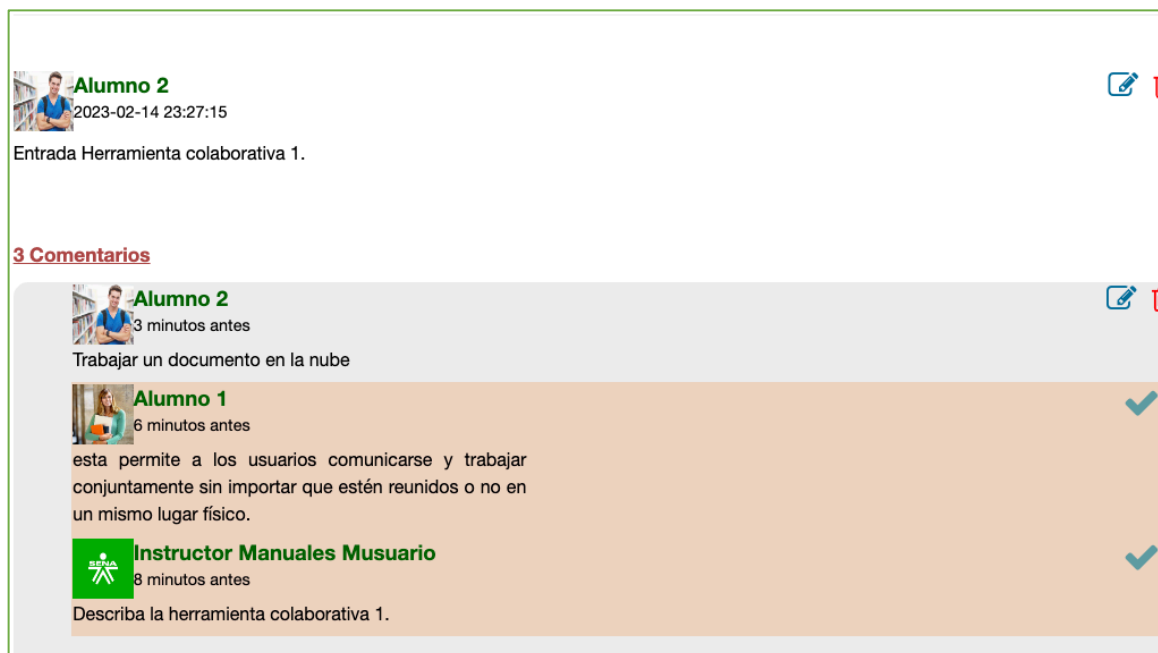 Alumno 2
2023-02-14 23:27:15
Entrada Herramienta colaborativa 1.
3 Comentarios
Alumno 2
3 minutos antes
Trabajar un documento en la nube
Alumno 1
6 minutos antes
esta permite a los usuarios comunicarse y trabajar
conjuntamente sin importar que estén reunidos o no en
un mismo lugar físico.
SENA
Instructor Manuales Musuario
8 minutos antes
Describa la herramienta colaborativa 1.